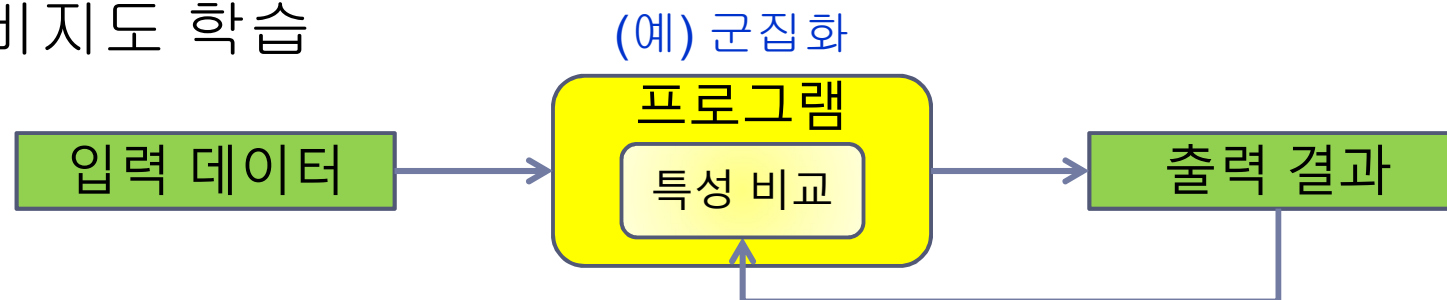 비지도 학습
(예) 군집화
프로그램
입력 데이터
특성 비교
출력 결과